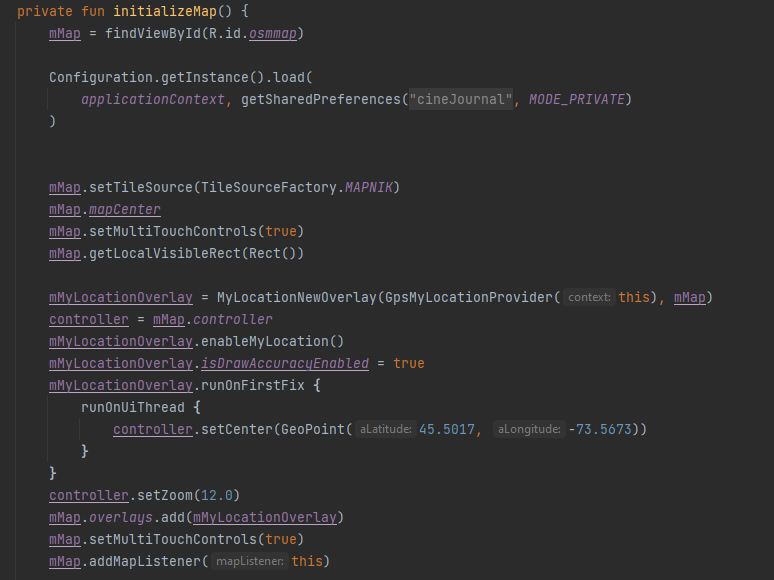 private fun initializeMap() {
mMap = findViewById(R.id.osmmap)
Configuration.getInstance().load(
applicationContext, getSharedPreferences("cineJournal", MODE_PRIVATE)
)
mMap.setTileSource(TileSourceFactory.MAPNIK)
mMap.mapCenter
mMap.setMultiTouchControls(true)
mMap.getLocalVisibleRect(Rect())
mMyLocationOverlay = MyLocationNewOverlay(GpsMyLocationProvider( context: this), mMap)
controller = mMap.controller
mMyLocationOverlay.enableMyLocation()
mMyLocationOverlay.isDrawAccuracyEnabled = true
mMyLocationOverlay.runOnFirstFix {
runOnUiThread {
controller.setCenter(GeoPoint( aLatitude: 45.5017, aLongitude: -73.5673))
}
}
controller.setZoom(12.0)
mMap.overlays.add(mMyLocationOverlay)
mMap.setMultiTouchControls(true)
mMap.addMapListener( mapListener: this)